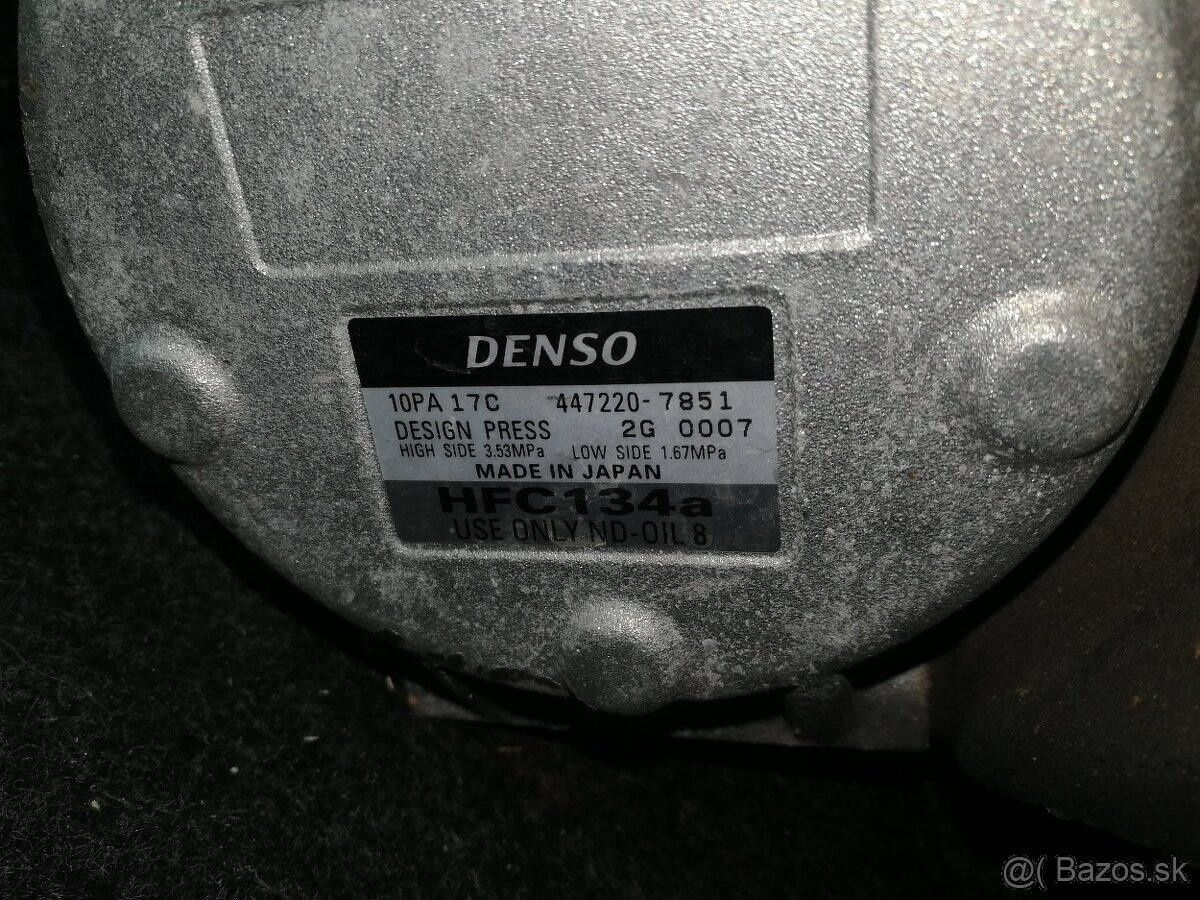 DENSO
10PA 17C 447220-7851
DESIGN PRESS 2G 0007
HIGH SIDE 3.53MPa LOW SIDE 1.67MPa
MADE IN JAPAN
HFC134a
USE ONLY ND-OIL 8
@( Bazos.sk